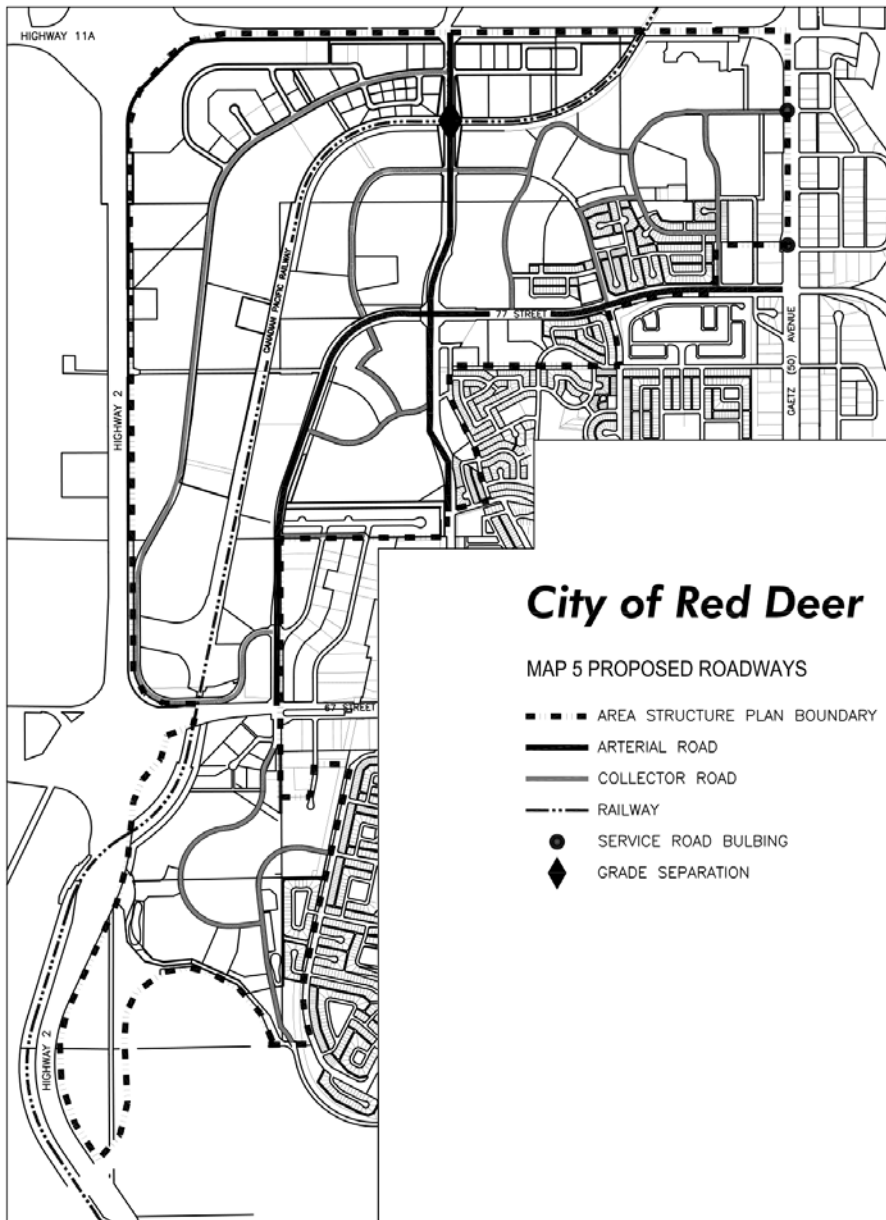 HIGHWAY 11A
CANADIAN PACIFIC RAILWAY
77 STREET
GAETZ (50) AVENUE
HIGHWAY 2
67 STREET
HIGHWAY 2
City of Red Deer
MAP 5 PROPOSED ROADWAYS
AREA STRUCTURE PLAN BOUNDARY
ARTERIAL ROAD
COLLECTOR ROAD
RAILWAY
SERVICE ROAD BULBING
GRADE SEPARATION